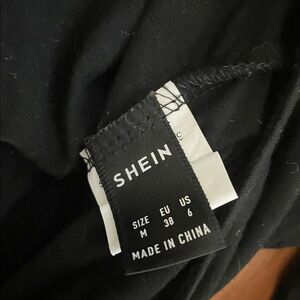 SHEIN
SIZE EU US
M 38 6
MADE IN CHINA